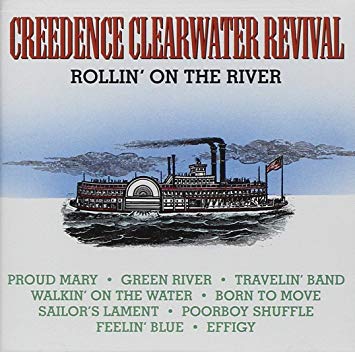 CREEDENCE CLEARWATER REVIVAL
ROLLIN' ON THE RIVER
PROUD MARY • GREEN RIVER • TRAVELIN' BAND
WALKIN' ON THE WATER • BORN TO MOVE
SAILOR'S LAMENT • POORBOY SHUFFLE
FEELIN' BLUE • EFFIGY